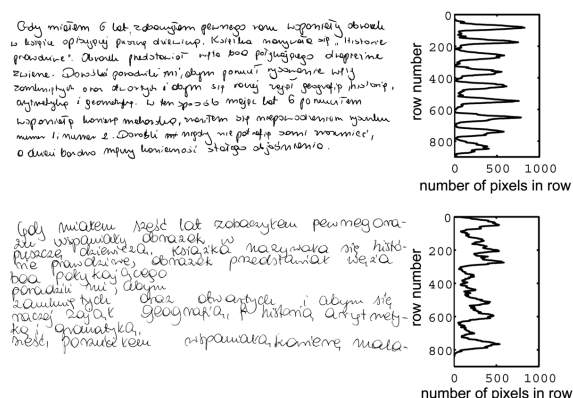 Gdy miałem 6 lat, zobaczyłem pewnego razu wspaniały obrazek
w książce opisującej puszczę dziewiczą. Książka nazywała się „Historie
prawdziwe". Obrazek przedstawiał węża boa połykającego drapieżne
zwierzę. Dorośli poradzili mi, abym porzucił rysowanie węży
zamkniętych oraz otwartych i abym się raczej zajął geografią, historią,
arytmetyką i gramatyką. W ten sposób mając lat 6 porzuciłem
wspaniałą karierę malarską, zraziłem się niepowodzeniem rysunku
numer 1 i numer 2. Dorośli nigdy nie potrafią sami zrozumieć,
a dzieci bardzo męczy konieczność stałego objaśniania.
0
200
400
600
800
row number
0 500 1000
number of pixels in row
Gdy miałem sześć lat zobaczyłem pewnego ra-
zu wspaniały obrazek w
puszczę dziewiczą. Książka nazywała się histo-
rie prawdziwe, obrazek przedstawiał węża
boa połykającego
poradzili mi, abym
zamkniętych oraz otwartych i abym się
raczej zajął geografią, historią arytmety-
ką i gramatyką.
sześć, porzuciłem wspaniałą karierę mala-
0
200
400
600
800
row number
0 500 1000
number of pixels in row